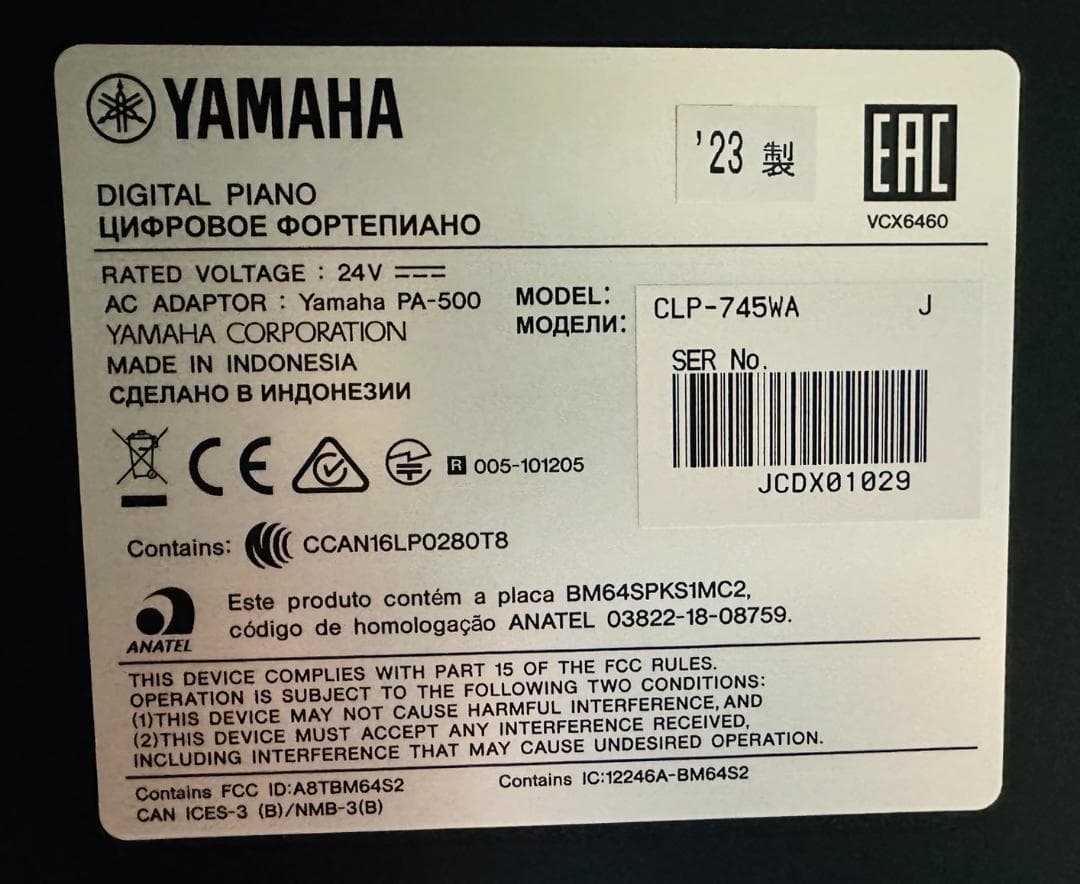 YAMAHA
'23 製
EAC
VCX6460
DIGITAL PIANO
ЦИФРОВОЕ ФОРТЕПИАНО
RATED VOLTAGE : 24V
AC ADAPTOR : Yamaha PA-500
YAMAHA CORPORATION
MADE IN INDONESIA
СДЕЛАНО В ИНДОНЕЗИИ
MODEL:
МОДЕЛИ:
CLP-745WA J
SER No.
JCDX01029
CE
R 005-101205
Contains: CCAN16LP0280T8
ANATEL
Este produto contém a placa BM64SPKS1MC2,
código de homologação ANATEL 03822-18-08759.
THIS DEVICE COMPLIES WITH PART 15 OF THE FCC RULES.
OPERATION IS SUBJECT TO THE FOLLOWING TWO CONDITIONS:
(1)THIS DEVICE MAY NOT CAUSE HARMFUL INTERFERENCE, AND
(2)THIS DEVICE MUST ACCEPT ANY INTERFERENCE RECEIVED,
INCLUDING INTERFERENCE THAT MAY CAUSE UNDESIRED OPERATION.
Contains FCC ID:A8TBM64S2
Contains IC:12246A-BM64S2
CAN ICES-3 (B)/NMB-3(B)